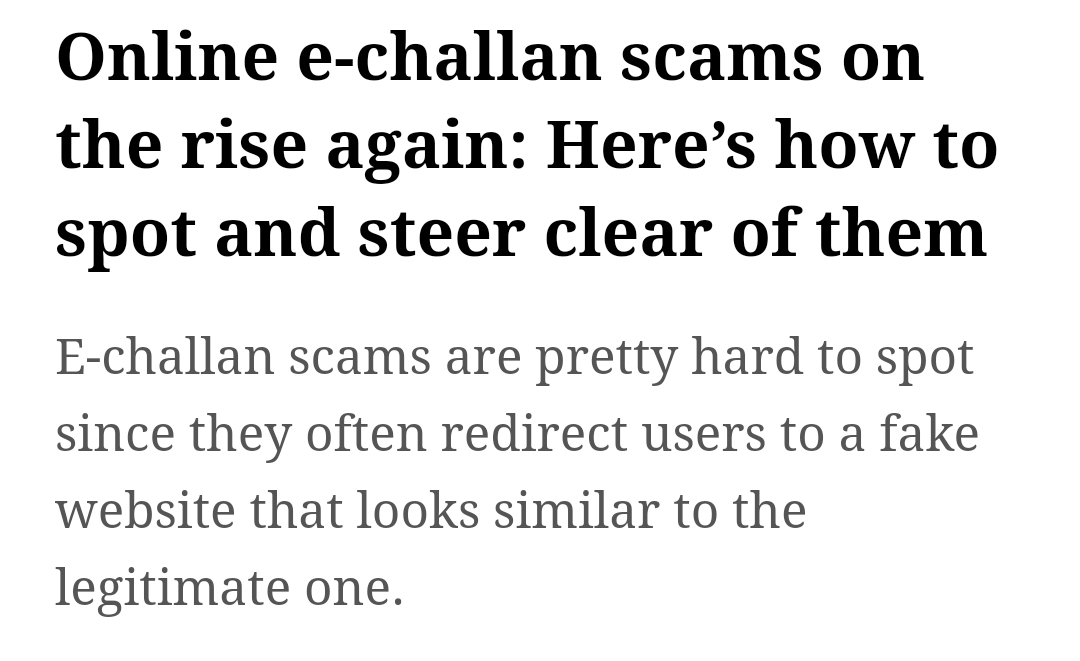 Online e-challan scams on
the rise again: Here’s how to
spot and steer clear of them
E-challan scams are pretty hard to spot
since they often redirect users to a fake
website that looks similar to the
legitimate one.